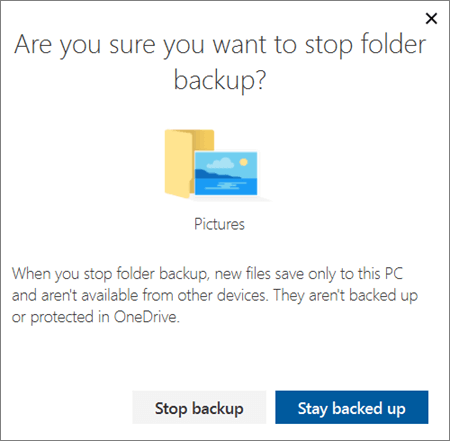 Are you sure you want to stop folder
backup?
Pictures
When you stop folder backup, new files save only to this PC
and aren't available from other devices. They aren't backed up
or protected in OneDrive.
Stop backup
Stay backed up